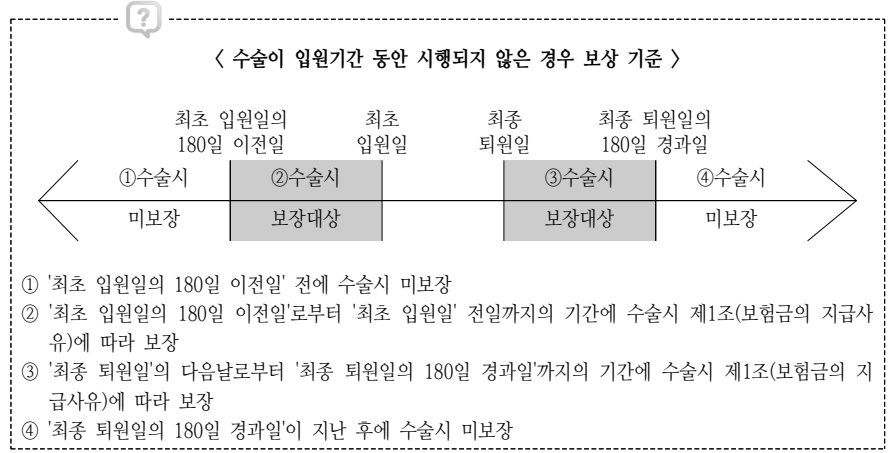 ?
〈 수술이 입원기간 동안 시행되지 않은 경우 보상 기준 〉
최초 입원일의 최초 최종 최종 퇴원일의
180일 이전일 입원일 퇴원일 180일 경과일
①수술시 ②수술시 ③수술시 ④수술시
미보장 보장대상 보장대상 미보장
① '최초 입원일의 180일 이전일' 전에 수술시 미보장
② '최초 입원일의 180일 이전일'로부터 '최초 입원일' 전일까지의 기간에 수술시 제1조(보험금의 지급사
유)에 따라 보장
③ '최종 퇴원일'의 다음날로부터 '최종 퇴원일의 180일 경과일'까지의 기간에 수술시 제1조(보험금의 지
급사유)에 따라 보장
④ '최종 퇴원일의 180일 경과일'이 지난 후에 수술시 미보장